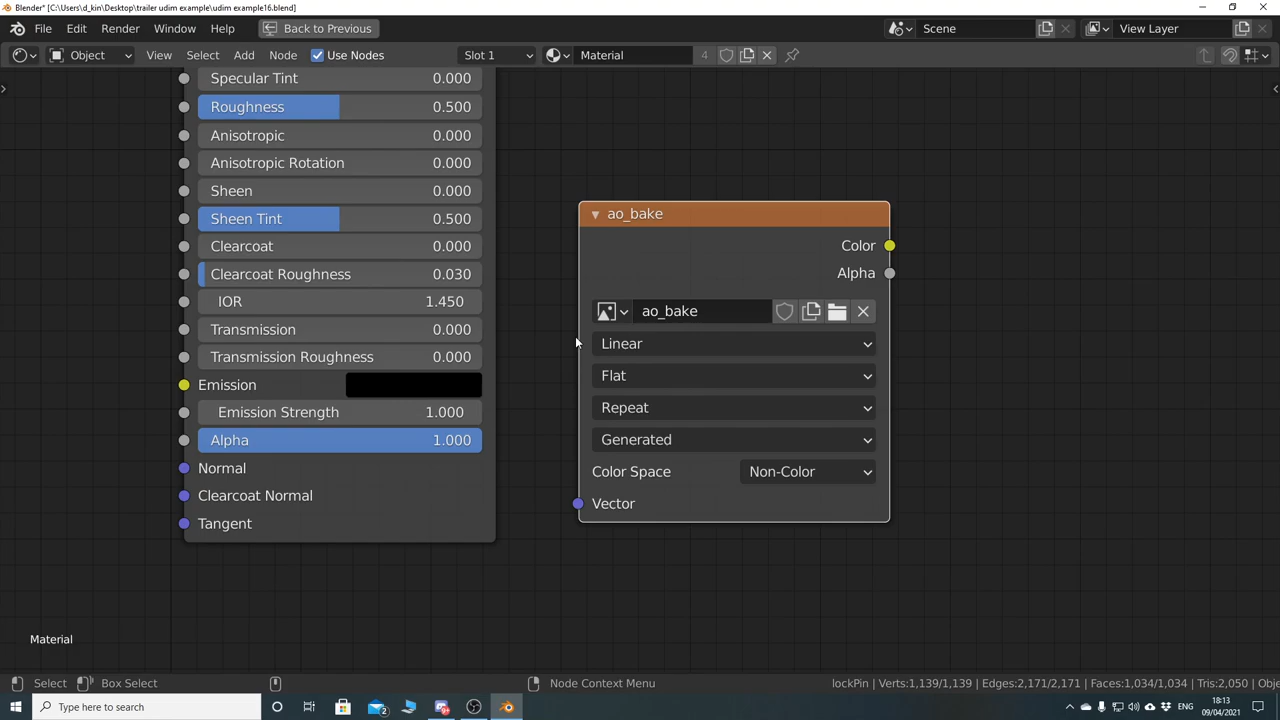 Blender* [C:\Users\d_kin\Desktop\trailer udim example\udim example16.blend]
File Edit Render Window Help Back to Previous Scene View Layer
Object View Select Add Node Use Nodes Slot 1 Material 4
Specular Tint 0.000
Roughness 0.500
Anisotropic 0.000
Anisotropic Rotation 0.000
Sheen 0.000
Sheen Tint 0.500
Clearcoat 0.000
Clearcoat Roughness 0.030
IOR 1.450
Transmission 0.000
Transmission Roughness 0.000
Emission
Emission Strength 1.000
Alpha 1.000
Normal
Clearcoat Normal
Tangent
ao_bake
Color
Alpha
ao_bake
Linear
Flat
Repeat
Generated
Color Space Non-Color
Vector
Material
Select Box Select Node Context Menu lockPin | Verts:1,139/1,139 | Edges:2,171/2,171 | Faces:1,034/1,034 | Tris:2,050 | Obje
Type here to search
2
ENG
18:13
09/04/2021